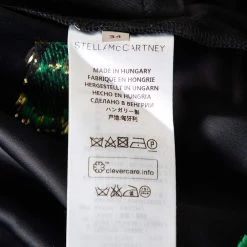 34
STELLA McCARTNEY
MADE IN HUNGARY
FABRIQUÉ EN HONGRIE
HERGESTELLT IN UNGARN
HECHO EN HUNGRIA
СДЕЛАНО В ВЕНГРИИ
ハンガリー製
产地:匈牙利
clevercare.info